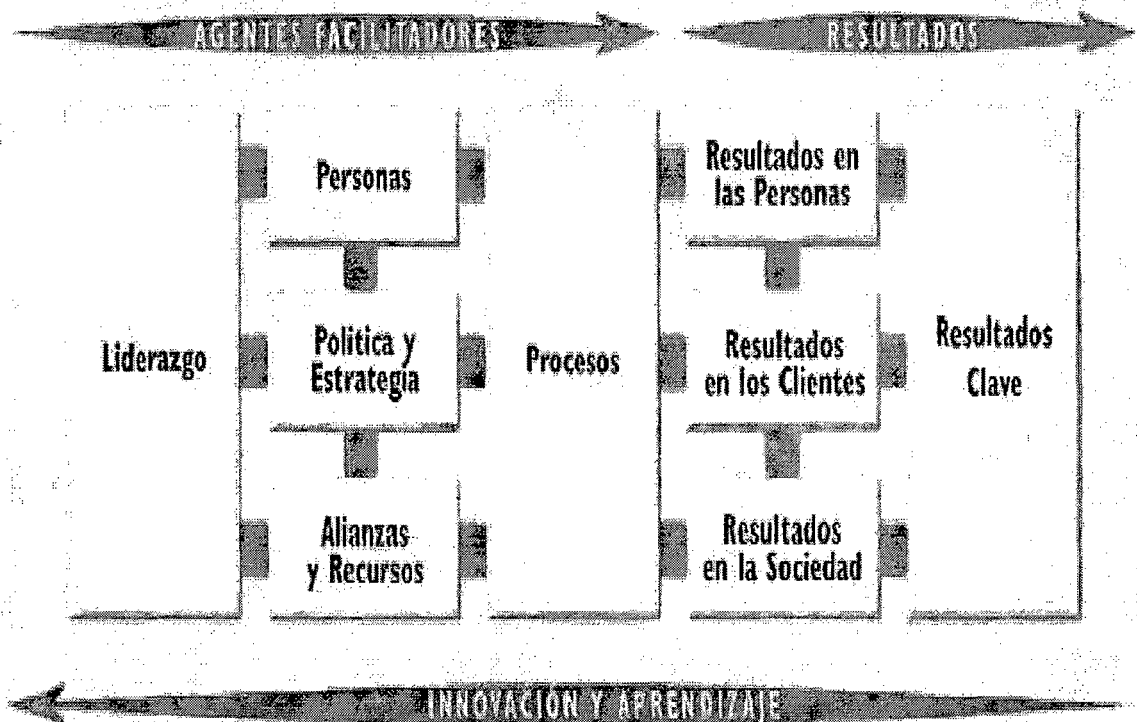 AGENTES FACILITADORES
RESULTADOS
Liderazgo
Personas
Política y
Estrategia
Alianzas
y Recursos
Procesos
Resultados en
las Personas
Resultados
en los Clientes
Resultados
en la Sociedad
Resultados
Clave
INNOVACION Y APRENDIZAJE